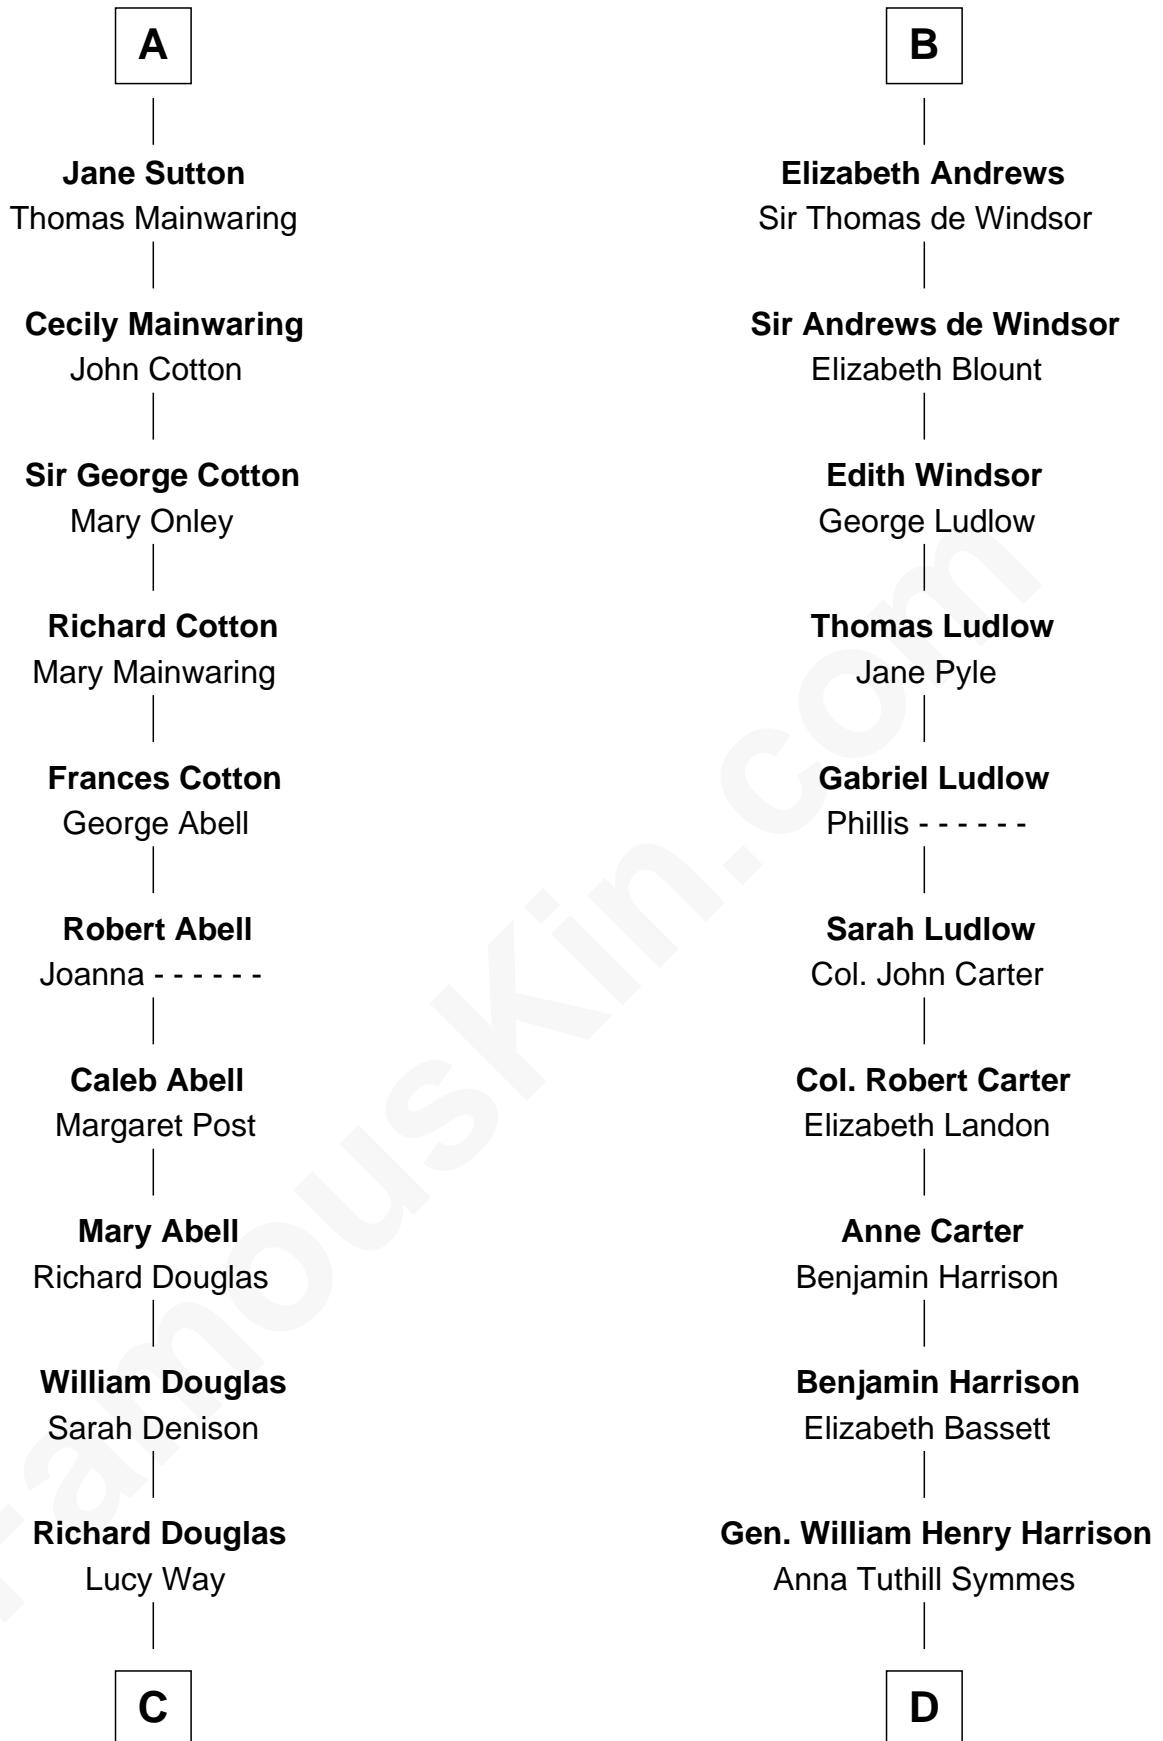 A
Jane Sutton
Thomas Mainwaring
Cecily Mainwaring
John Cotton
Sir George Cotton
Mary Onley
Richard Cotton
Mary Mainwaring
Frances Cotton
George Abell
Robert Abell
Joanna - - - - - -
Caleb Abell
Margaret Post
Mary Abell
Richard Douglas
William Douglas
Sarah Denison
Richard Douglas
Lucy Way
C
B
Elizabeth Andrews
Sir Thomas de Windsor
Sir Andrews de Windsor
Elizabeth Blount
Edith Windsor
George Ludlow
Thomas Ludlow
Jane Pyle
Gabriel Ludlow
Phillis - - - - - -
Sarah Ludlow
Col. John Carter
Col. Robert Carter
Elizabeth Landon
Anne Carter
Benjamin Harrison
Benjamin Harrison
Elizabeth Bassett
Gen. William Henry Harrison
Anna Tuthill Symmes
D
FamousKin.com